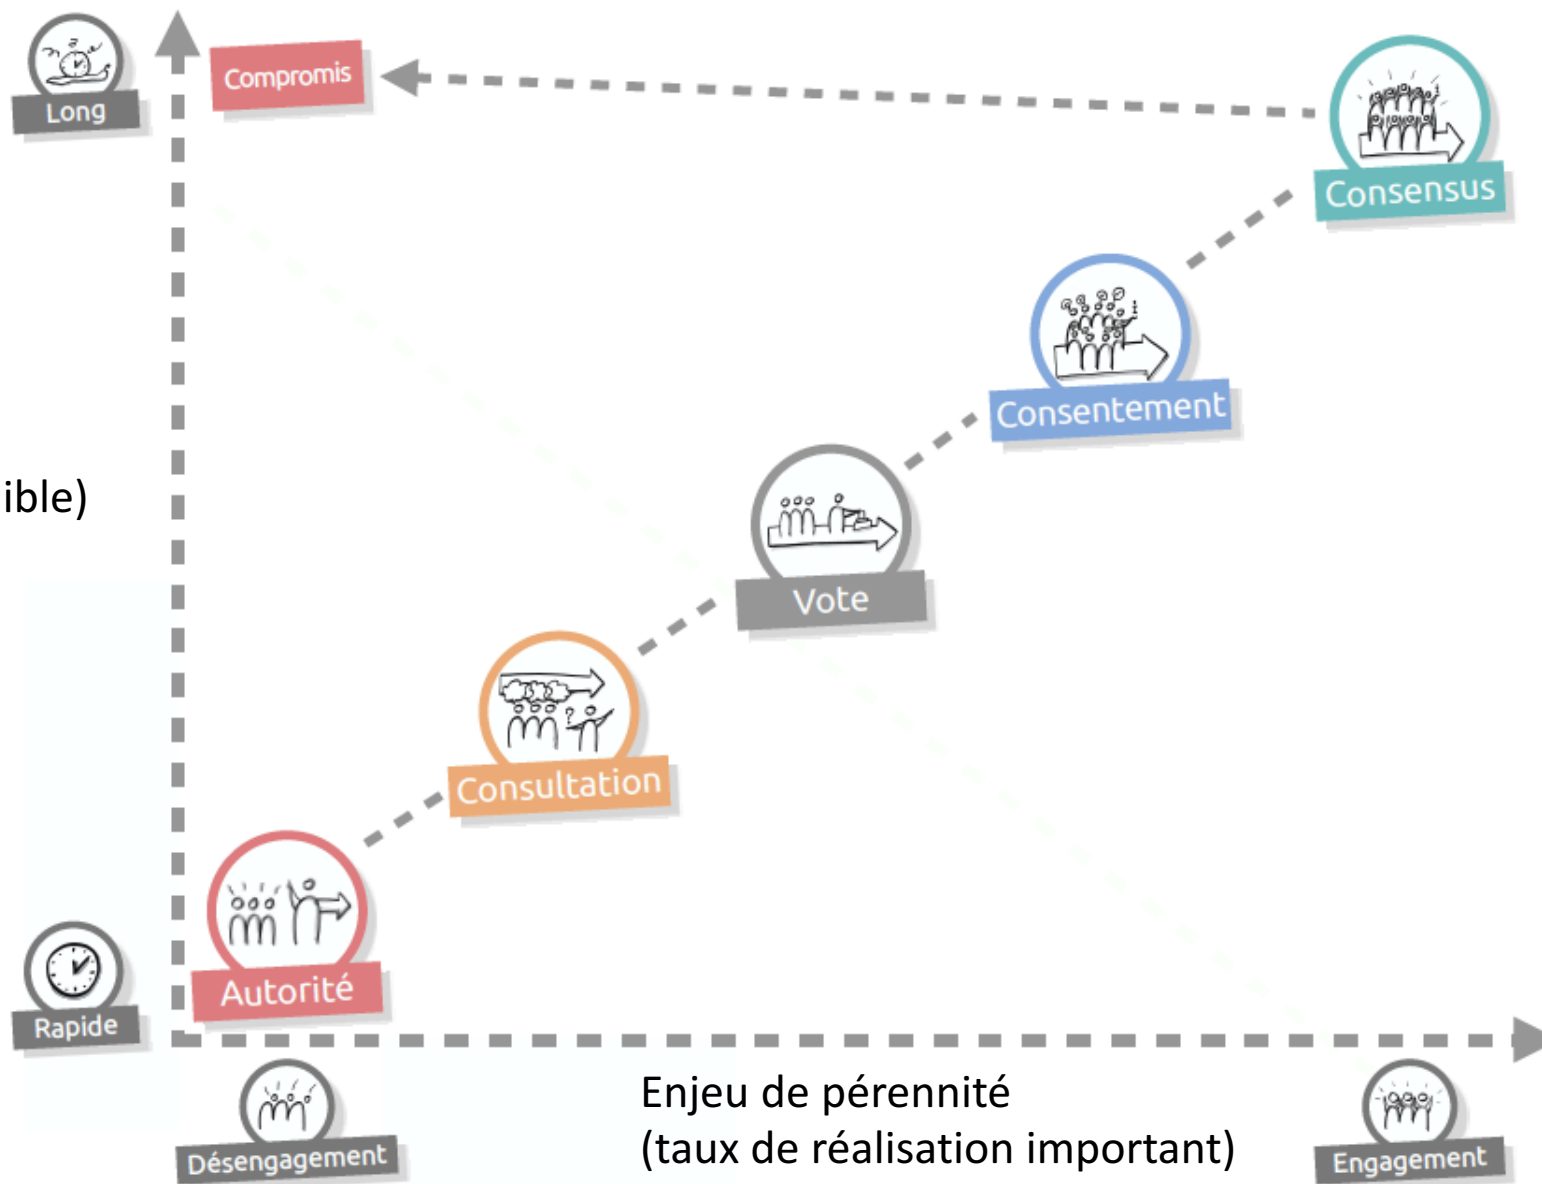 Long
Compromis
Consensus
Consentement
ible)
Vote
Consultation
Autorité
Rapide
Désengagement
Enjeu de pérennité
(taux de réalisation important)
Engagement